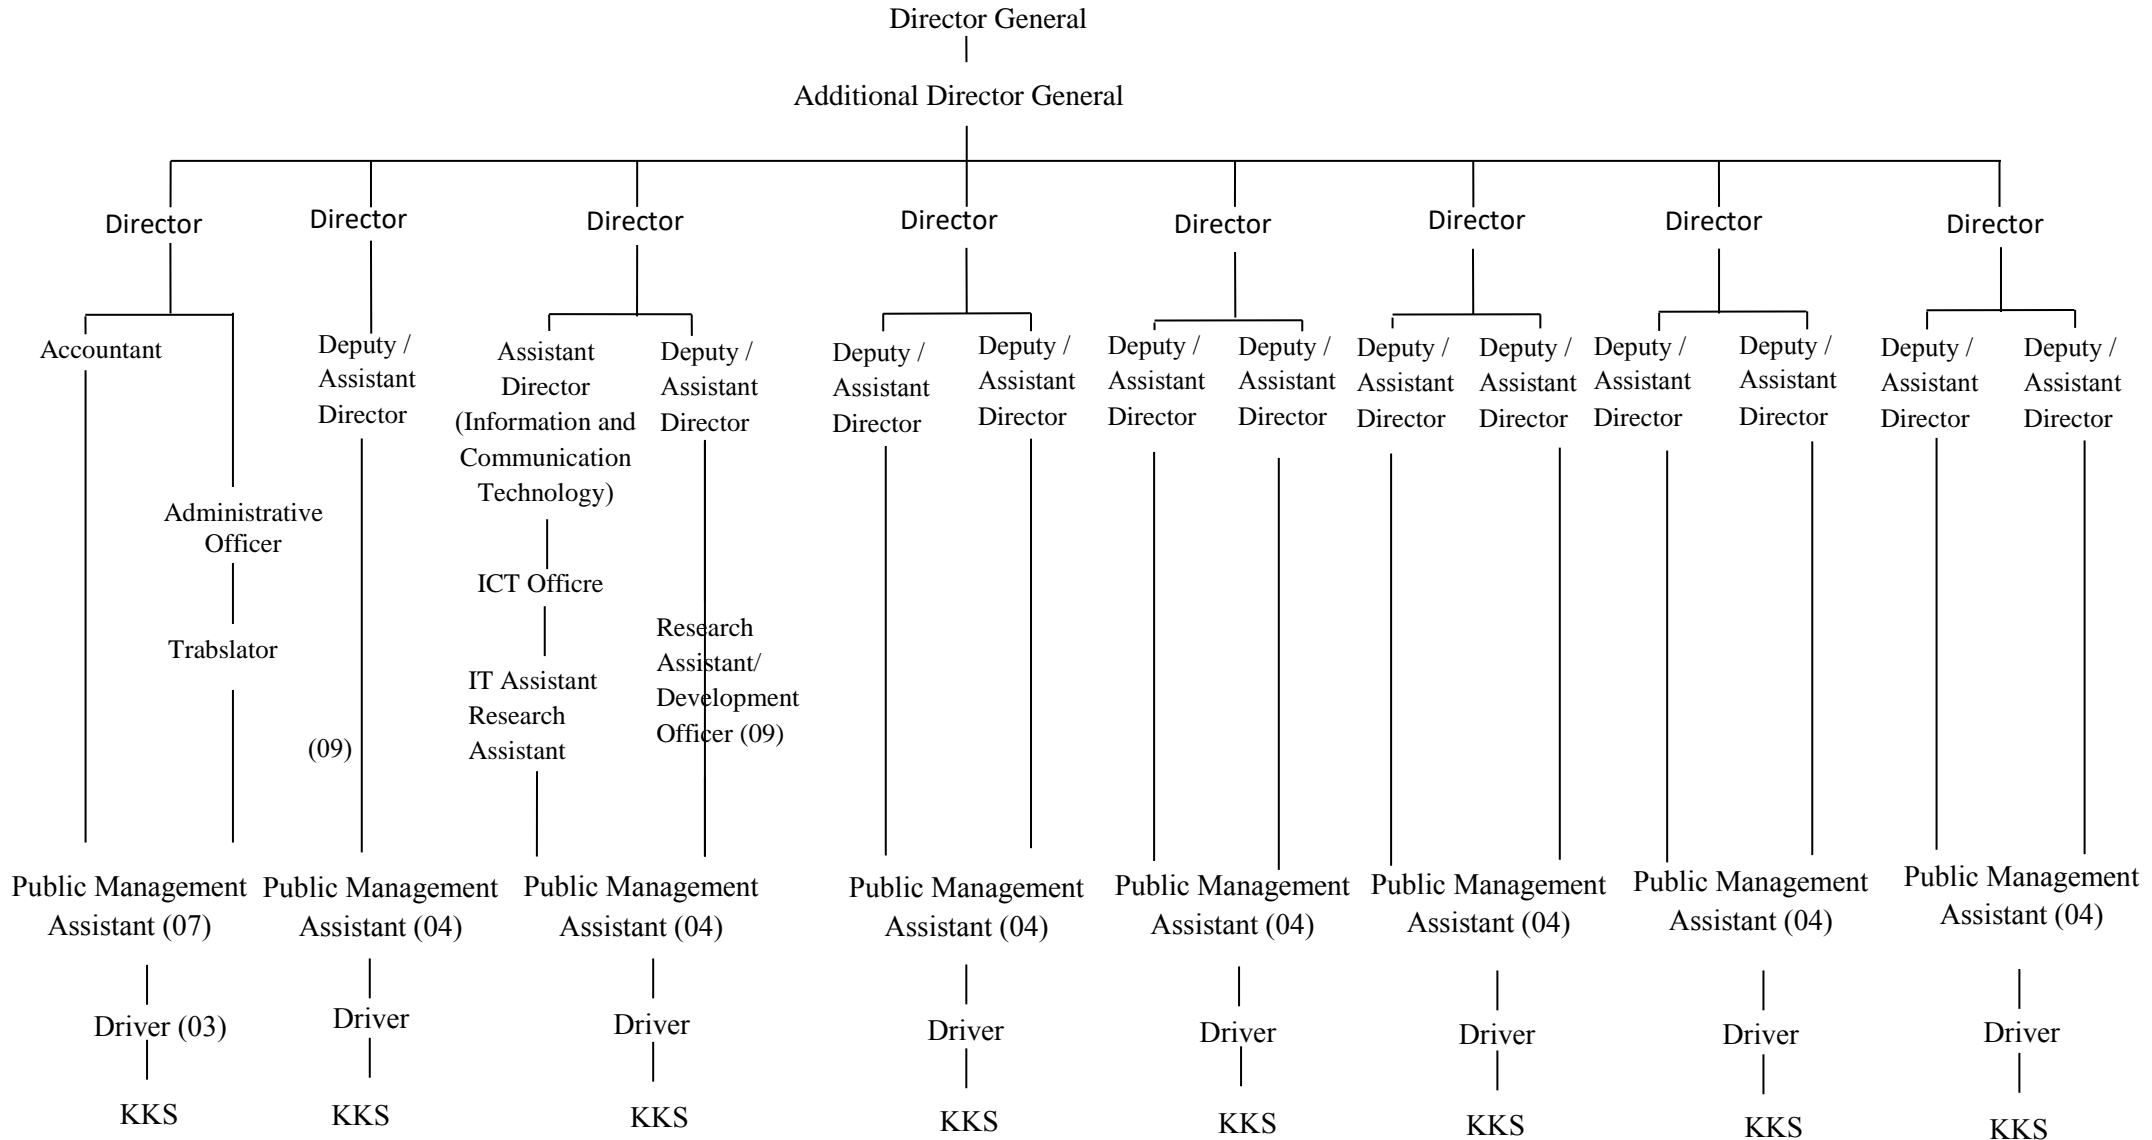 Director General
Additional Director General
Director
Director
Director
Director
Director
Director
Director
Director
Accountant
Administrative
Officer
Trabslator
Deputy /
Assistant
Director
(09)
Assistant
Director
(Information and
Communication
Technology)
ICT Officre
IT Assistant
Research
Assistant
Deputy /
Assistant
Director
Research
Assistant/
Development
Officer (09)
Deputy /
Assistant
Director
Deputy /
Assistant
Director
Deputy /
Assistant
Director
Deputy /
Assistant
Director
Deputy /
Assistant
Director
Deputy /
Assistant
Director
Deputy /
Assistant
Director
Deputy /
Assistant
Director
Deputy /
Assistant
Director
Deputy /
Assistant
Director
Public Management
Assistant (07)
Public Management
Assistant (04)
Public Management
Assistant (04)
Public Management
Assistant (04)
Public Management
Assistant (04)
Public Management
Assistant (04)
Public Management
Assistant (04)
Public Management
Assistant (04)
Driver (03)
Driver
Driver
Driver
Driver
Driver
Driver
Driver
KKS
KKS
KKS
KKS
KKS
KKS
KKS
KKS